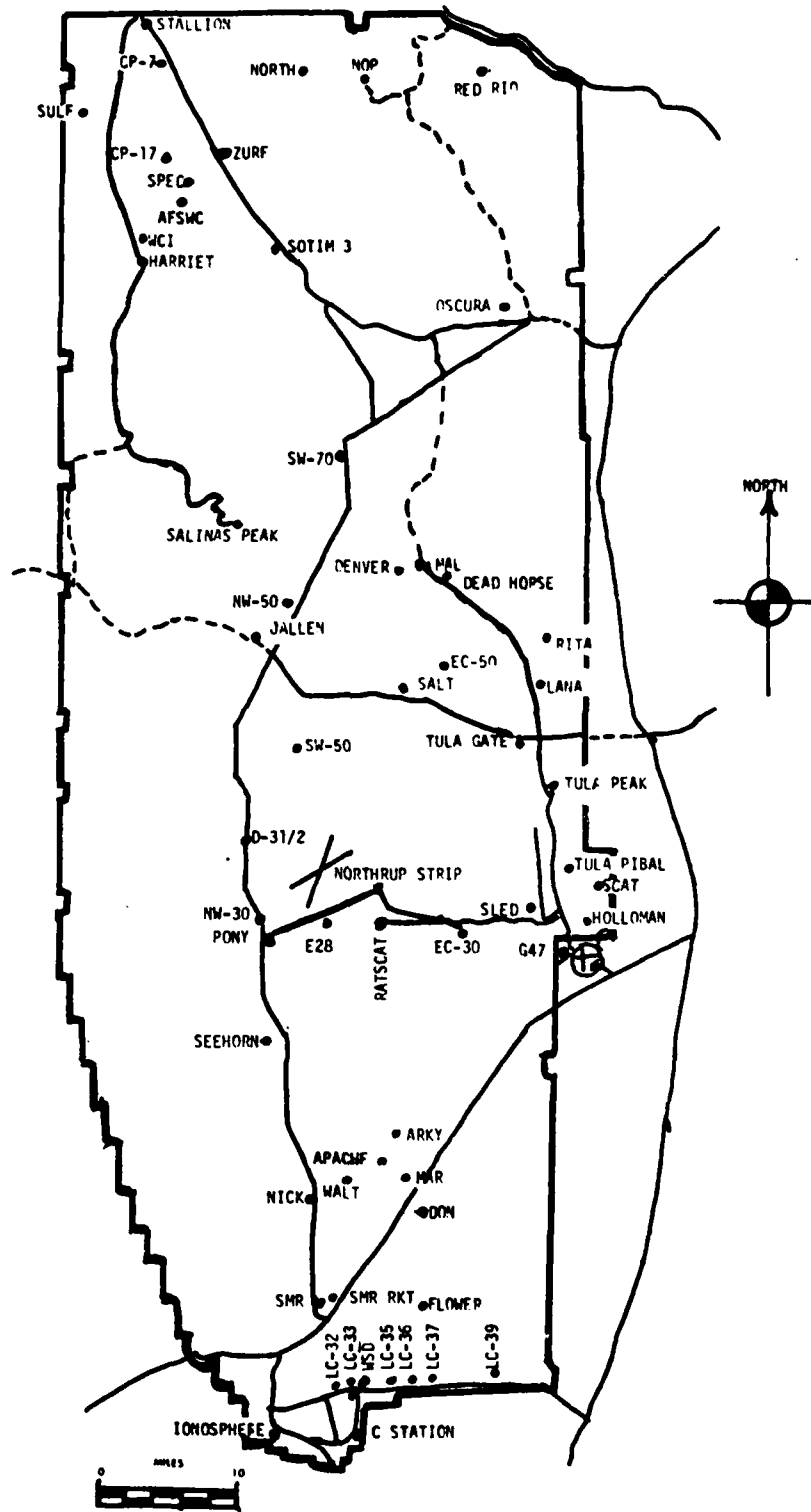 STALLION
CP-7
NORTH
NOP
RED RIO
SULF
CP-17
ZURF
SPEC
AFSWC
WCI
HARRIET
SOTIM 3
OSCURA
SW-70
NORTH
SALINAS PEAK
DENVER
MAL
DEAD HOPSE
NW-50
JALLEN
RITA
EC-50
SALT
LANA
SW-50
TULA GATE
TULA PEAK
D-31/2
NORTHRUP STRIP
TULA PIBAL
SCAT
NW-30
SLED
HOLLOMAN
PONY
E28
RATSCAT
EC-30
G47
SEEHORN
ARKY
APACHE
WALT
MAR
NICK
DON
SMR
SMR RKT
FLOWER
LC-32
LC-33
WSD
LC-35
LC-36
LC-37
LC-39
IONOSPHERE
C STATION
0 MILES 10